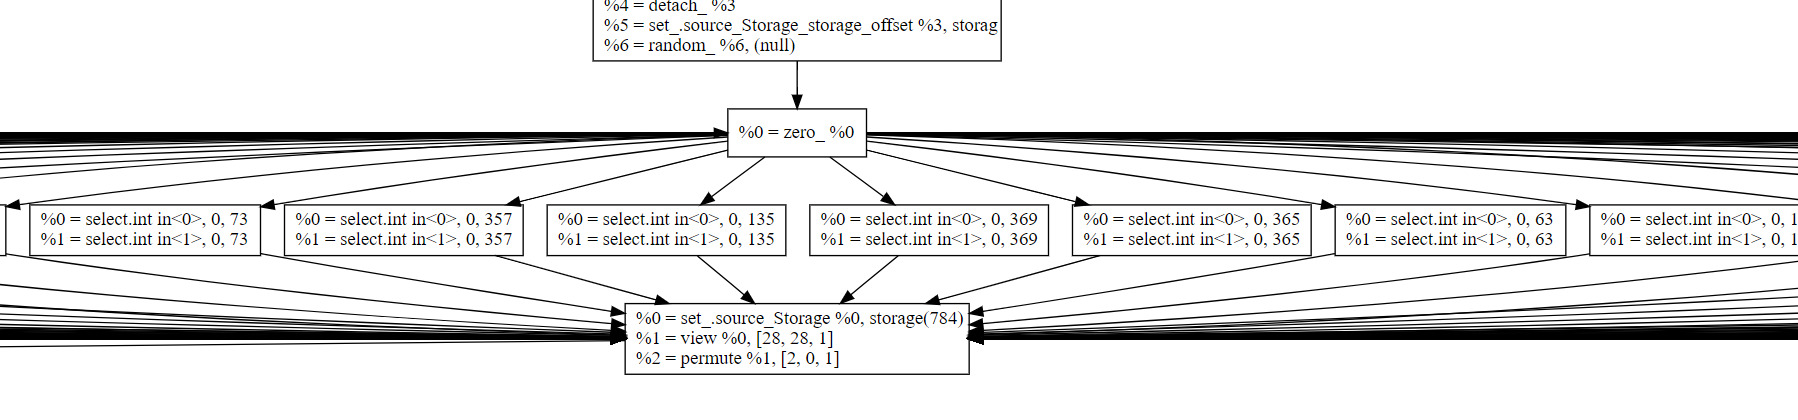 %4 = detach_ %3
%5 = set_.source_Storage_storage_offset %3, storag
%6 = random_ %6, (null)
%0 = zero_ %0
%0 = select.int in<0>, 0, 73
%1 = select.int in<1>, 0, 73
%0 = select.int in<0>, 0, 357
%1 = select.int in<1>, 0, 357
%0 = select.int in<0>, 0, 135
%1 = select.int in<1>, 0, 135
%0 = select.int in<0>, 0, 369
%1 = select.int in<1>, 0, 369
%0 = select.int in<0>, 0, 365
%1 = select.int in<1>, 0, 365
%0 = select.int in<0>, 0, 63
%1 = select.int in<1>, 0, 63
%0 = select.int in<0>, 0, 1
%1 = select.int in<1>, 0, 1
%0 = set_.source_Storage %0, storage(784)
%1 = view %0, [28, 28, 1]
%2 = permute %1, [2, 0, 1]